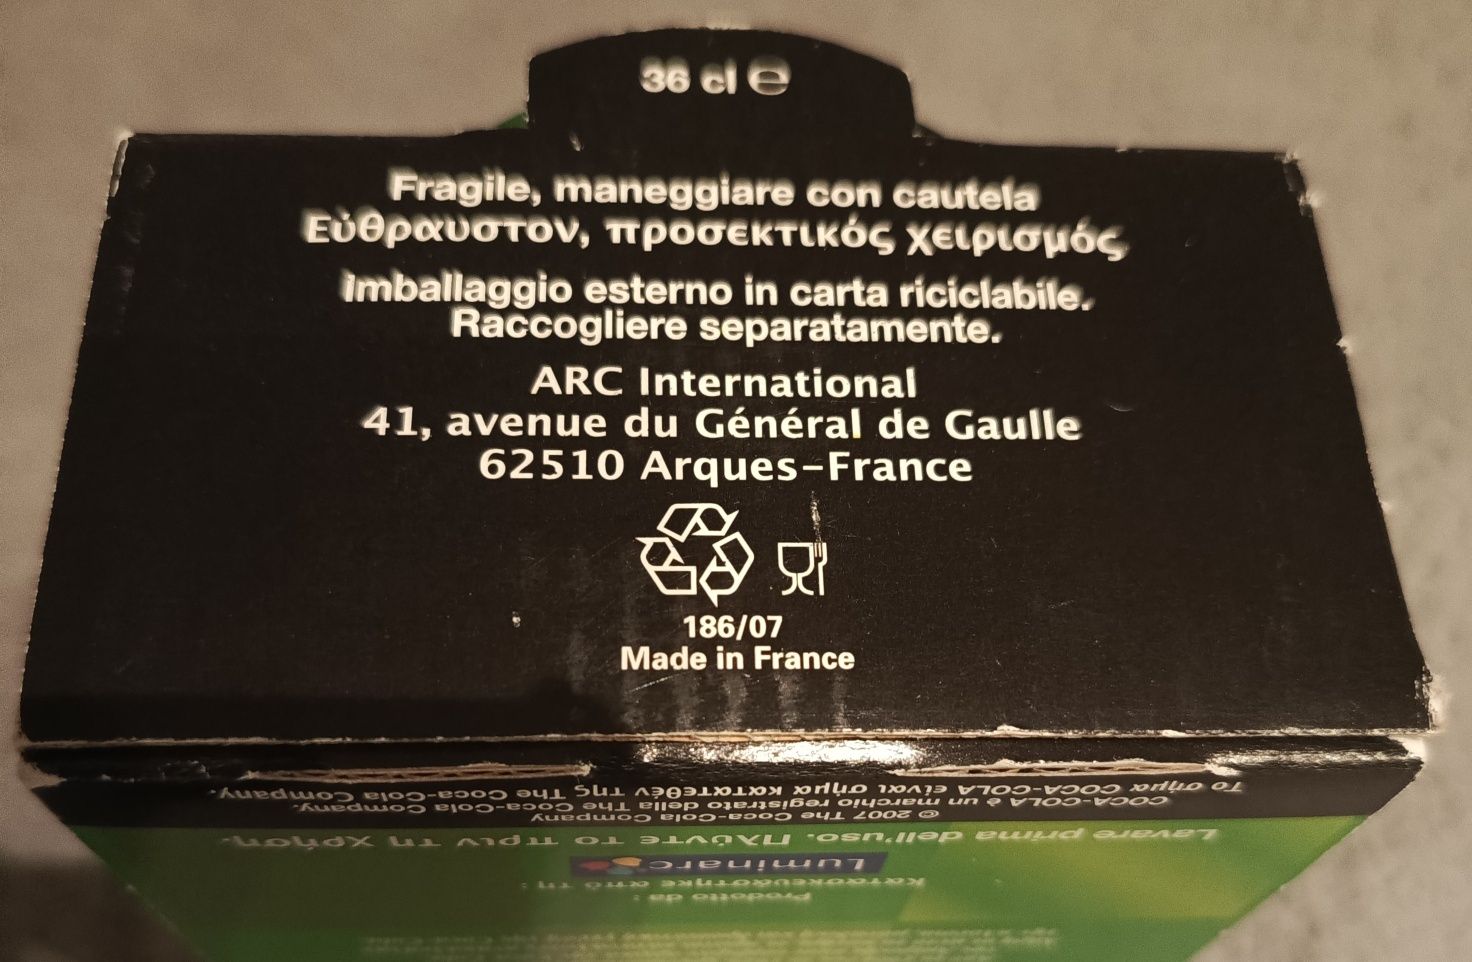 36 cl ℮
Fragile, maneggiare con cautela
Εύθραυστον, προσεκτικός χειρισμός
Imballaggio esterno in carta riciclabile.
Raccogliere separatamente.
ARC International
41, avenue du Général de Gaulle
62510 Arques-France
186/07
Made in France
Prodotto da :
Κατασκευάστηκε από τη :
Luminarc
Lavare prima dell'uso. Πλύντε το πριν τη χρήση.
© 2007 The Coca-Cola Company
COCA-COLA è un marchio registrato della The Coca-Cola Company.
Το σήμα COCA-COLA είναι σήμα κατατεθέν της The Coca-Cola Company.